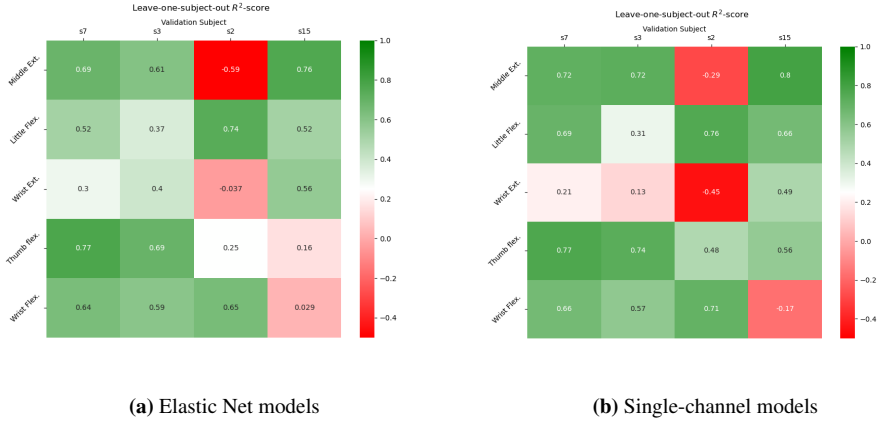 Leave-one-subject-out R²-score
Validation Subject
s7 s3 s2 s15
Middle Ext. 0.69 0.61 -0.59 0.76
Little Flex. 0.52 0.37 0.74 0.52
Wrist Ext. 0.3 0.4 -0.037 0.56
Thumb flex. 0.77 0.69 0.25 0.16
Wrist Flex. 0.64 0.59 0.65 0.029
1.0
0.8
0.6
0.4
0.2
0.0
-0.2
-0.4
(a) Elastic Net models
Leave-one-subject-out R²-score
Validation Subject
s7 s3 s2 s15
Middle Ext. 0.72 0.72 -0.29 0.8
Little Flex. 0.69 0.31 0.76 0.66
Wrist Ext. 0.21 0.13 -0.45 0.49
Thumb flex. 0.77 0.74 0.48 0.56
Wrist Flex. 0.66 0.57 0.71 -0.17
1.0
0.8
0.6
0.4
0.2
0.0
-0.2
-0.4
(b) Single-channel models